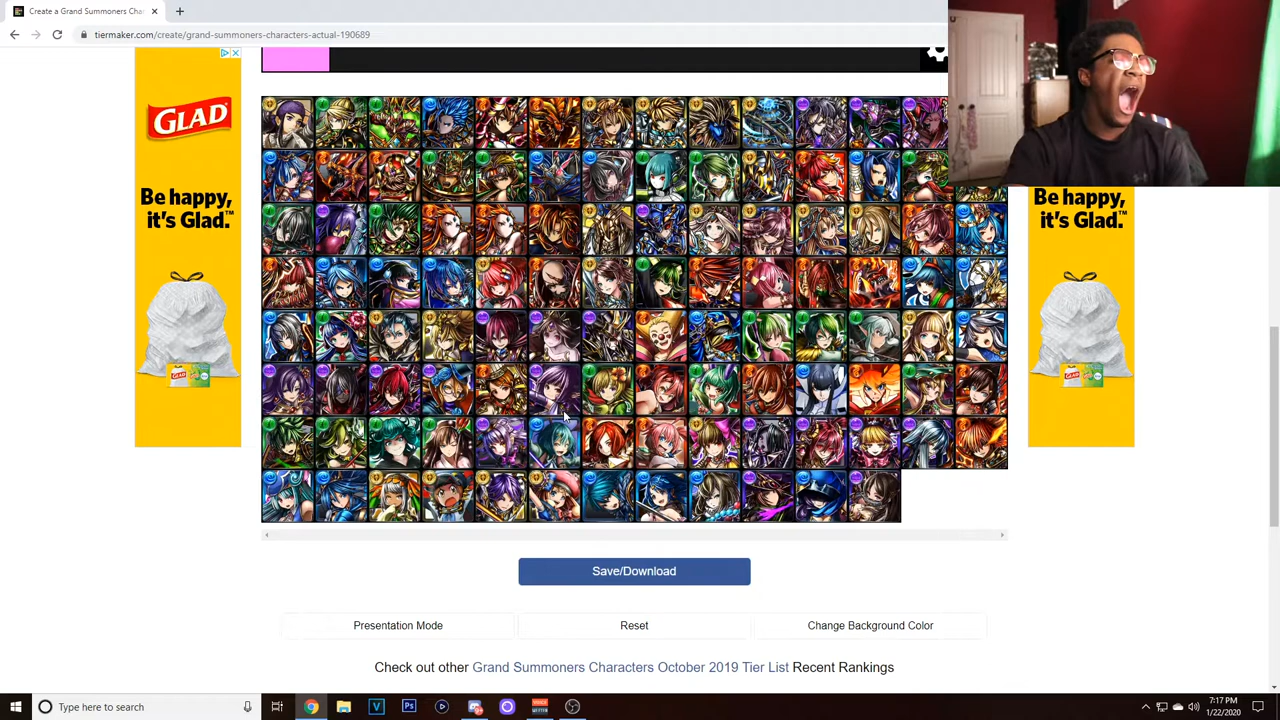 Create a Grand Summoners Cha
tiermaker.com/create/grand-summoners-characters-actual-190689
GLAD
Be happy,
it's Glad.™
Be happy,
it's Glad.™
Save/Download
Presentation Mode
Reset
Change Background Color
Check out other Grand Summoners Characters October 2019 Tier List Recent Rankings
Type here to search
7:17 PM
1/22/2020